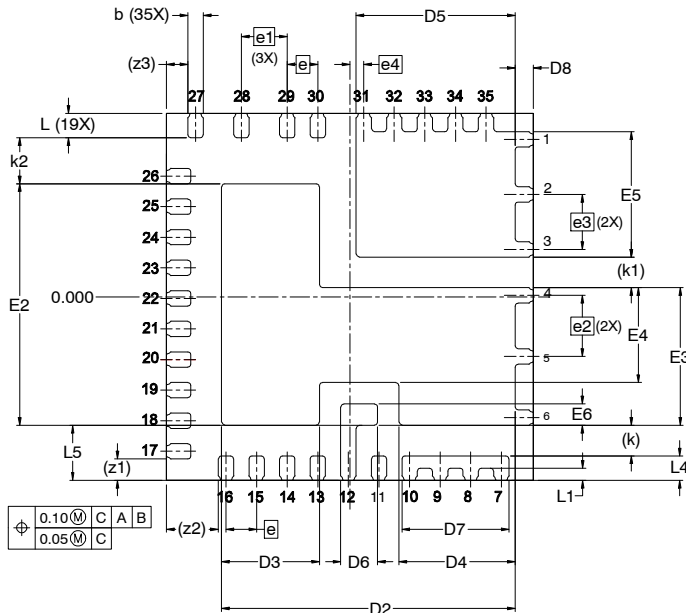 b (35X)
e1
(3X)
e
e4
D5
D8
(z3)
27 28 29 30 31 32 33 34 35
L (19X)
k2
1
2
3
4
5
6
26
25
24
23
22
21
20
19
18
17
E2
0.000
E5
e3 (2X)
(k1)
e2 (2X)
E4
E3
E6
(k)
L4
L1
L5
(z1)
(z2)
16 15 14 13 12 11 10 9 8 7
e
D7
D3
D6
D4
D2
0.10 Ⓜ C A B
0.05 Ⓜ C